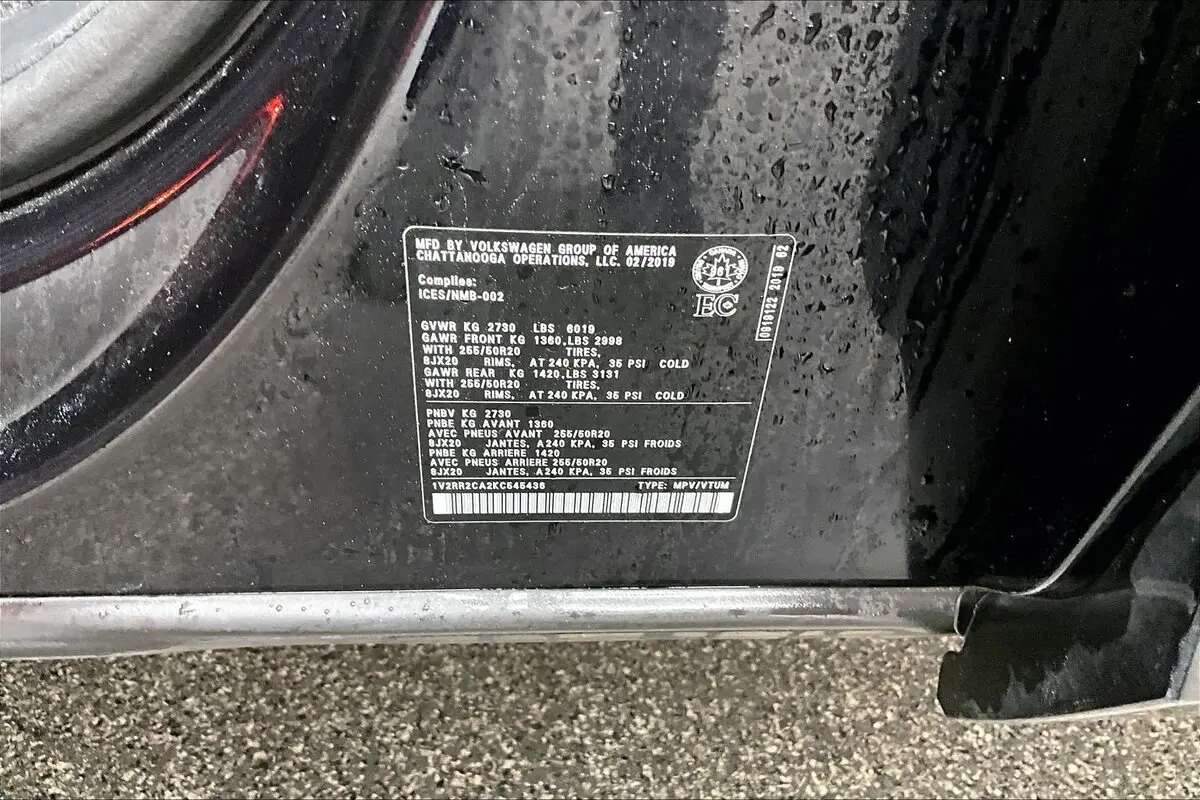 MFD BY VOLKSWAGEN GROUP OF AMERICA
CHATTANOOGA OPERATIONS, LLC. 02/2019
Complies:
ICES/NMB-002
CANADA
6
EC
0919122 2019 62
GVWR KG 2730 LBS 6019
GAWR FRONT KG 1360,LBS 2998
WITH 255/50R20 TIRES,
8JX20 RIMS, AT 240 KPA, 35 PSI COLD
GAWR REAR KG 1420,LBS 3131
WITH 255/50R20 TIRES,
8JX20 RIMS, AT 240 KPA, 35 PSI COLD
PNBV KG 2730
PNBE KG AVANT 1360
AVEC PNEUS AVANT 255/50R20
8JX20 JANTES, A 240 KPA, 35 PSI FROIDS
PNBE KG ARRIERE 1420
AVEC PNEUS ARRIERE 255/50R20
8JX20 JANTES, A 240 KPA, 35 PSI FROIDS
1V2RR2CA2KC545436 TYPE: MPV/VTUM